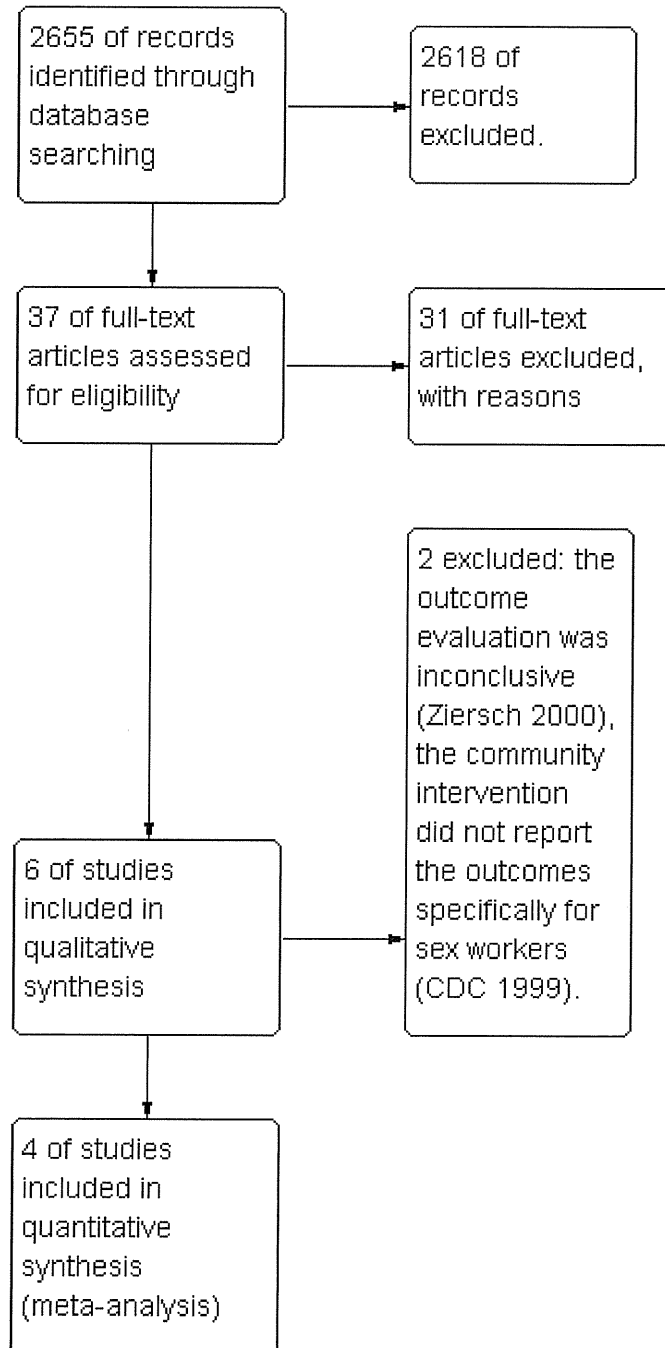 2655 of records
identified through
database
searching
2618 of
records
excluded.
37 of full-text
articles assessed
for eligibility
31 of full-text
articles excluded,
with reasons
2 excluded: the
outcome
evaluation was
inconclusive
(Ziersch 2000),
the community
intervention
did not report
the outcomes
specifically for
sex workers
(CDC 1999).
6 of studies
included in
qualitative
synthesis
4 of studies
included in
quantitative
synthesis
(meta-analysis)